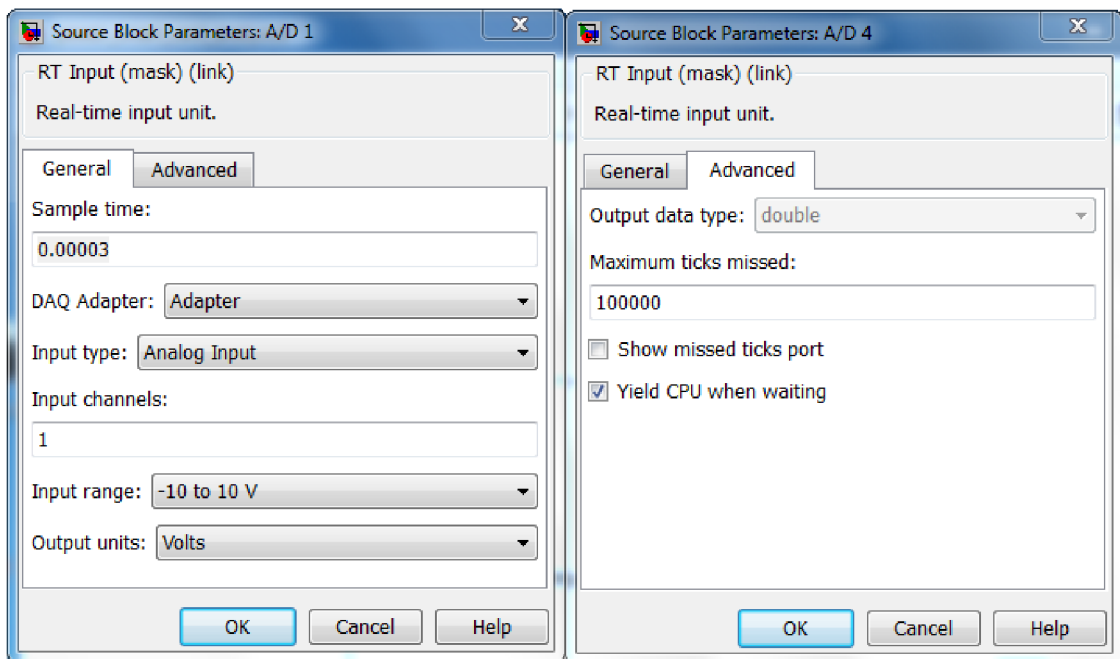 Source Block Parameters: A/D 1
RT Input (mask) (link)
Real-time input unit.
General
Advanced
Sample time:
0.00003
DAQ Adapter: Adapter
Input type: Analog Input
Input channels:
1
Input range: -10 to 10 V
Output units: Volts
OK
Cancel
Help
Source Block Parameters: A/D 4
RT Input (mask) (link)
Real-time input unit.
General
Advanced
Output data type: double
Maximum ticks missed:
100000
Show missed ticks port
Yield CPU when waiting
OK
Cancel
Help